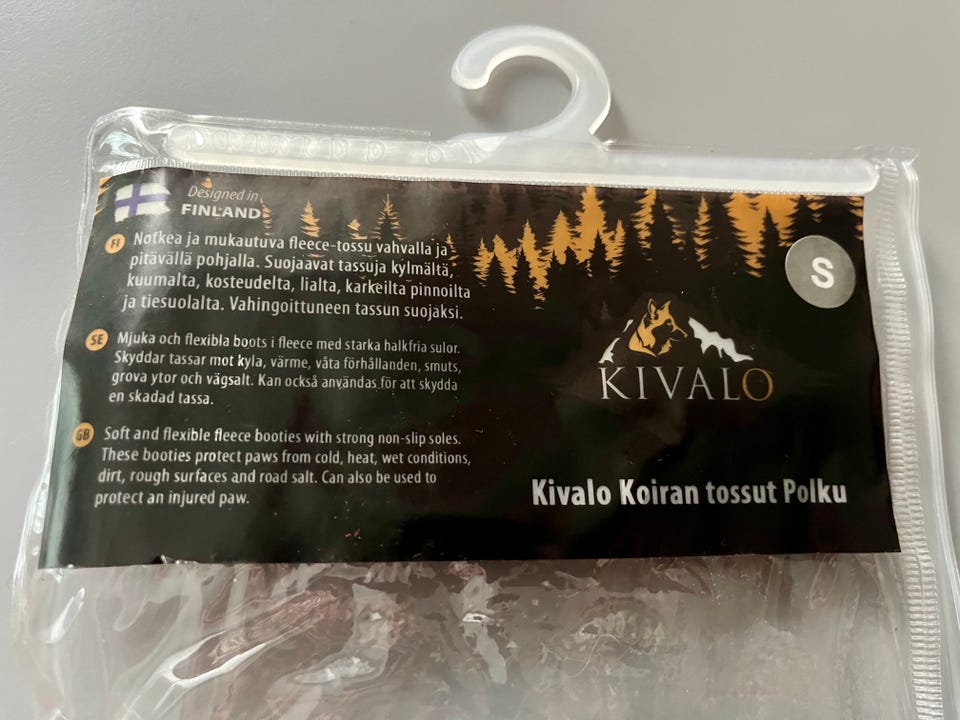 Designed in
FINLAND
FI
Notkea ja mukautuva fleece-tossu vahvalla ja
pitävällä pohjalla. Suojaavat tassuja kylmältä,
kuumalta, kosteudelta, lialta, karkeilta pinnoilta
ja tiesuolalta. Vahingoittuneen tassun suojaksi.
SE
Mjuka och flexibla boots i fleece med starka halkfria sulor.
Skyddar tassar mot kyla, värme, våta förhållanden, smuts,
grova ytor och vägsalt. Kan också användas för att skydda
en skadad tassa.
GB
Soft and flexible fleece booties with strong non-slip soles.
These booties protect paws from cold, heat, wet conditions,
dirt, rough surfaces and road salt. Can also be used to
protect an injured paw.
S
KIVALO
Kivalo Koiran tossut Polku